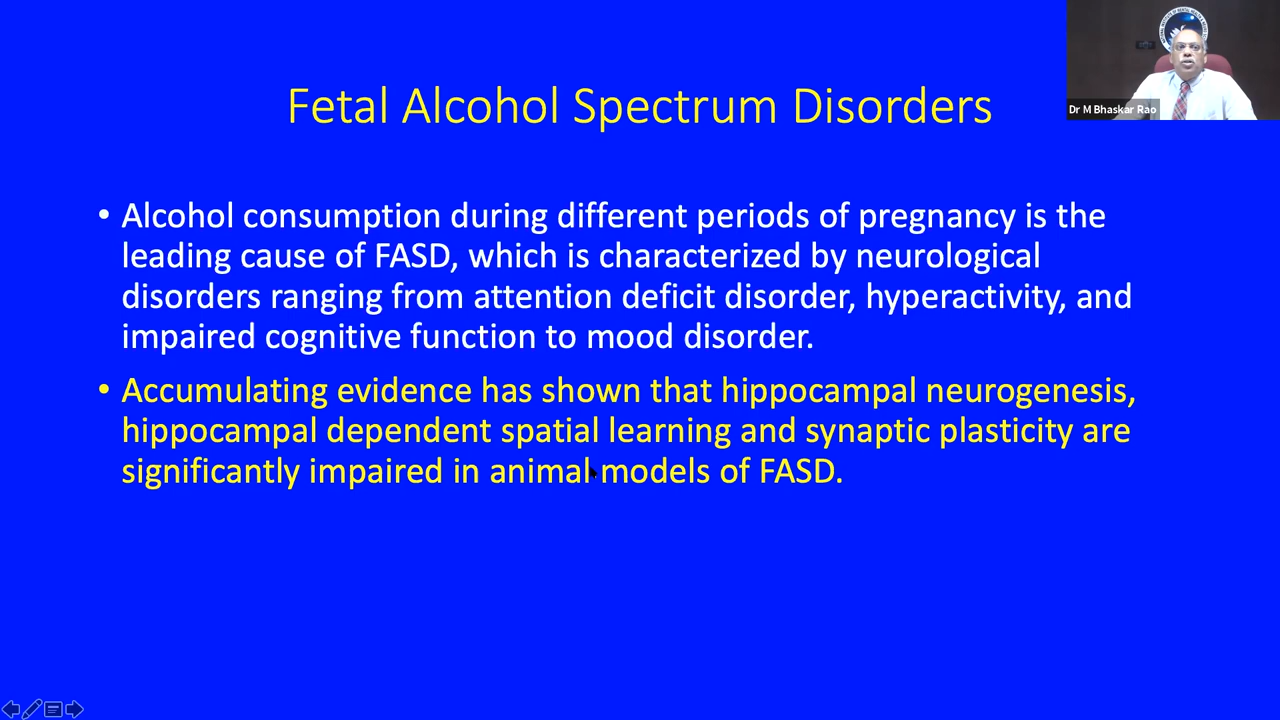 Fetal Alcohol Spectrum Disorders
Dr M Bhaskar Rao
• Alcohol consumption during different periods of pregnancy is the
leading cause of FASD, which is characterized by neurological
disorders ranging from attention deficit disorder, hyperactivity, and
impaired cognitive function to mood disorder.
• Accumulating evidence has shown that hippocampal neurogenesis,
hippocampal dependent spatial learning and synaptic plasticity are
significantly impaired in animal models of FASD.